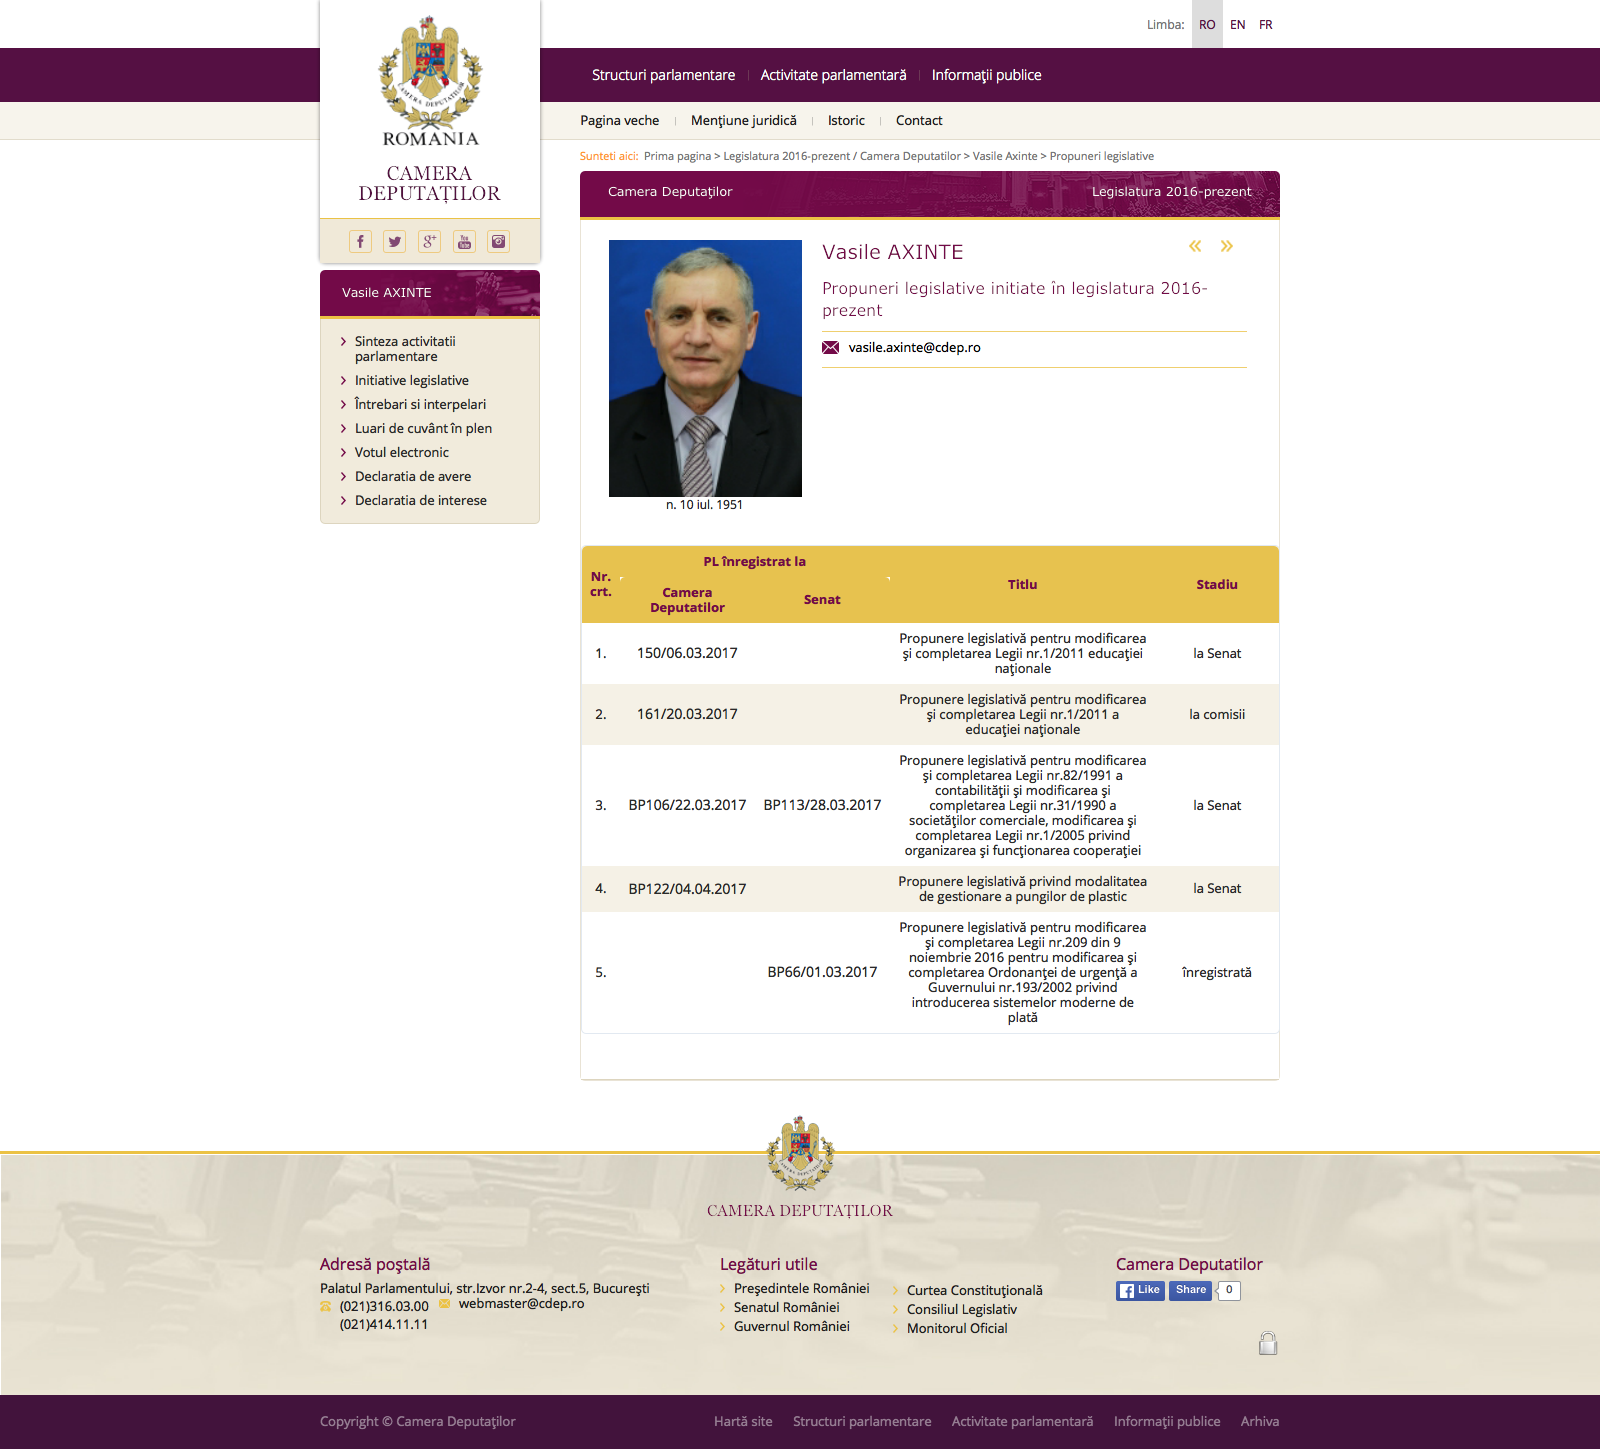 Limba: RO EN FR
ROMANIA
CAMERA
DEPUTAȚILOR
Structuri parlamentare
Activitate parlamentară
Informaţii publice
Pagina veche
Menţiune juridică
Istoric
Contact
Sunteti aici: Prima pagina > Legislatura 2016-prezent / Camera Deputatilor > Vasile Axinte > Propuneri legislative
Vasile AXINTE
Sinteza activitatii
parlamentare
Initiative legislative
Întrebari si interpelari
Luari de cuvânt în plen
Votul electronic
Declaratia de avere
Declaratia de interese
Camera Deputaţilor
Legislatura 2016-prezent
Vasile AXINTE
Propuneri legislative initiate în legislatura 2016-
prezent
vasile.axinte@cdep.ro
n. 10 iul. 1951
Nr.
crt.
PL înregistrat la
Camera
Deputatilor
Senat
Titlu
Stadiu
1.
150/06.03.2017
Propunere legislativă pentru modificarea
şi completarea Legii nr.1/2011 educaţiei
naţionale
la Senat
2.
161/20.03.2017
Propunere legislativă pentru modificarea
şi completarea Legii nr.1/2011 a
educaţiei naţionale
la comisii
3.
BP106/22.03.2017
BP113/28.03.2017
Propunere legislativă pentru modificarea
şi completarea Legii nr.82/1991 a
contabilităţii şi modificarea şi
completarea Legii nr.31/1990 a
societăţilor comerciale, modificarea şi
completarea Legii nr.1/2005 privind
organizarea şi funcţionarea cooperaţiei
la Senat
4.
BP122/04.04.2017
Propunere legislativă privind modalitatea
de gestionare a pungilor de plastic
la Senat
5.
BP66/01.03.2017
Propunere legislativă pentru modificarea
şi completarea Legii nr.209 din 9
noiembrie 2016 pentru modificarea şi
completarea Ordonanţei de urgenţă a
Guvernului nr.193/2002 privind
introducerea sistemelor moderne de
plată
înregistrată
CAMERA DEPUTAȚILOR
Adresă poştală
Palatul Parlamentului, str.Izvor nr.2-4, sect.5, Bucureşti
(021)316.03.00
webmaster@cdep.ro
(021)414.11.11
Legături utile
Preşedintele României
Senatul României
Guvernul României
Curtea Constituţională
Consiliul Legislativ
Monitorul Oficial
Camera Deputatilor
Like
Share
0
Copyright © Camera Deputaţilor
Hartă site
Structuri parlamentare
Activitate parlamentară
Informaţii publice
Arhiva